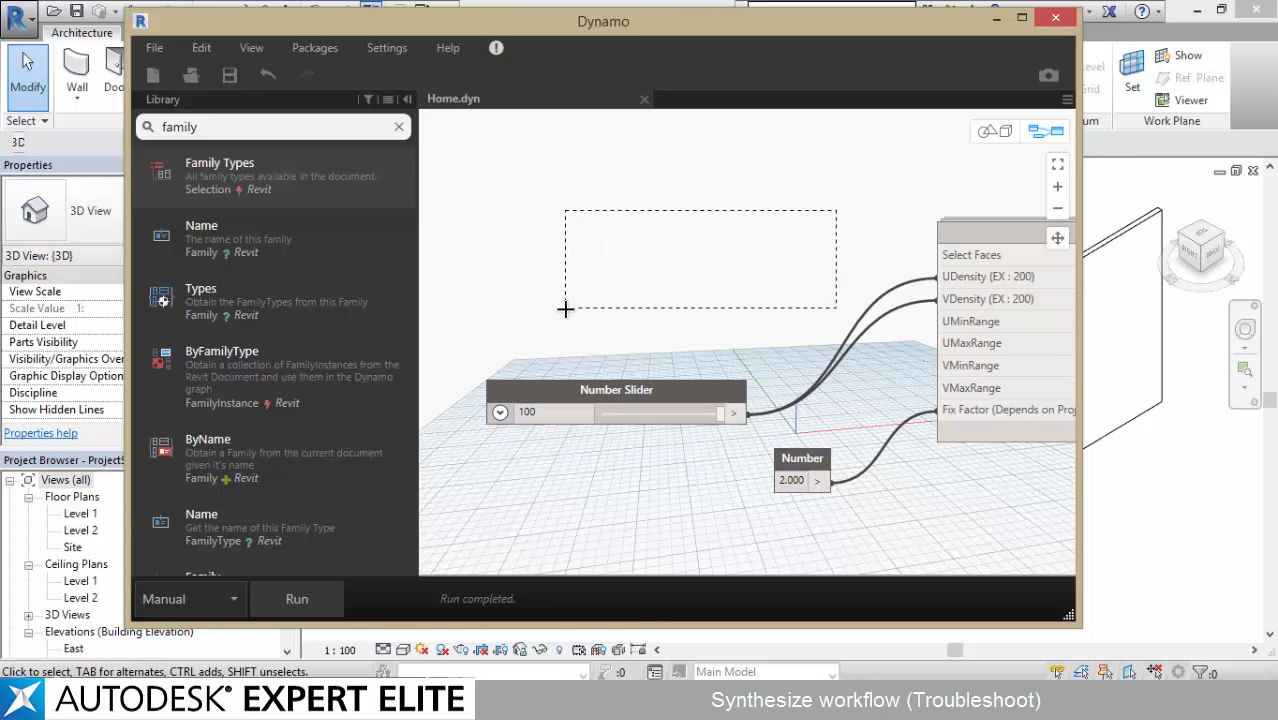 Dynamo
Architecture
Modify
Wall
Select
3D
Properties
3D View
3D View: {3D}
Graphics
View Scale
Scale Value 1:
Detail Level
Parts Visibility
Visibility/Graphics Over
Graphic Display Option
Discipline
Show Hidden Lines
Properties help
Project Browser - Project5
Views (all)
Floor Plans
Level 1
Level 2
Site
Ceiling Plans
Level 1
Level 2
3D Views
Elevations (Building Elevation)
East
File
Edit
View
Packages
Settings
Help
Library
Home.dyn
family
Family Types
All family types available in the document.
Selection Revit
Name
The name of this family
Family ? Revit
Types
Obtain the FamilyTypes from this Family
Family ? Revit
ByFamilyType
Obtain a collection of FamilyInstances from the
Revit Document and use them in the Dynamo
graph
FamilyInstance Revit
ByName
Obtain a Family from the current document
given it's name
Family Revit
Name
Get the name of this Family Type
FamilyType ? Revit
Manual
Run
Run completed.
Number Slider
100
>
Number
2.000 >
Select Faces
UDensity (EX : 200)
VDensity (EX : 200)
UMinRange
UMaxRange
VMinRange
VMaxRange
Fix Factor (Depends on Proj
Set
Show
Ref Plane
Viewer
Work Plane
RIGHT
BACK
1 : 100
Click to select, TAB for alternates, CTRL adds, SHIFT unselects.
:0
Main Model
:0
AUTODESK® EXPERT ELITE
Synthesize workflow (Troubleshoot)